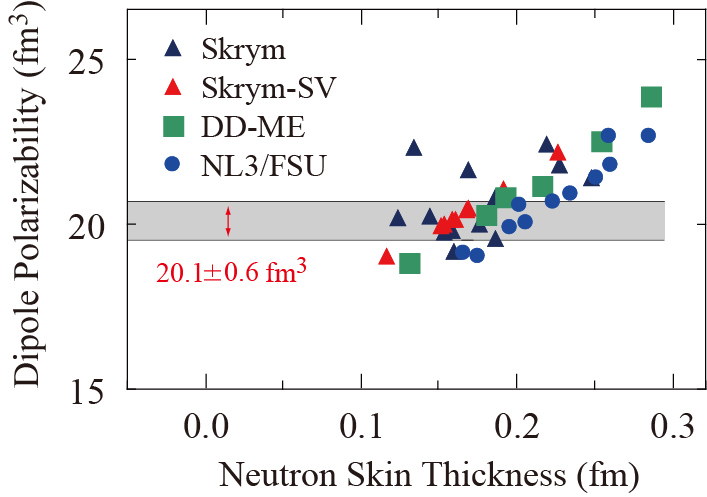 Dipole Polarizability (fm³)
25
20
15
Skrym
Skrym-SV
DD-ME
NL3/FSU
20.1±0.6 fm³
0.0
0.1
0.2
0.3
Neutron Skin Thickness (fm)